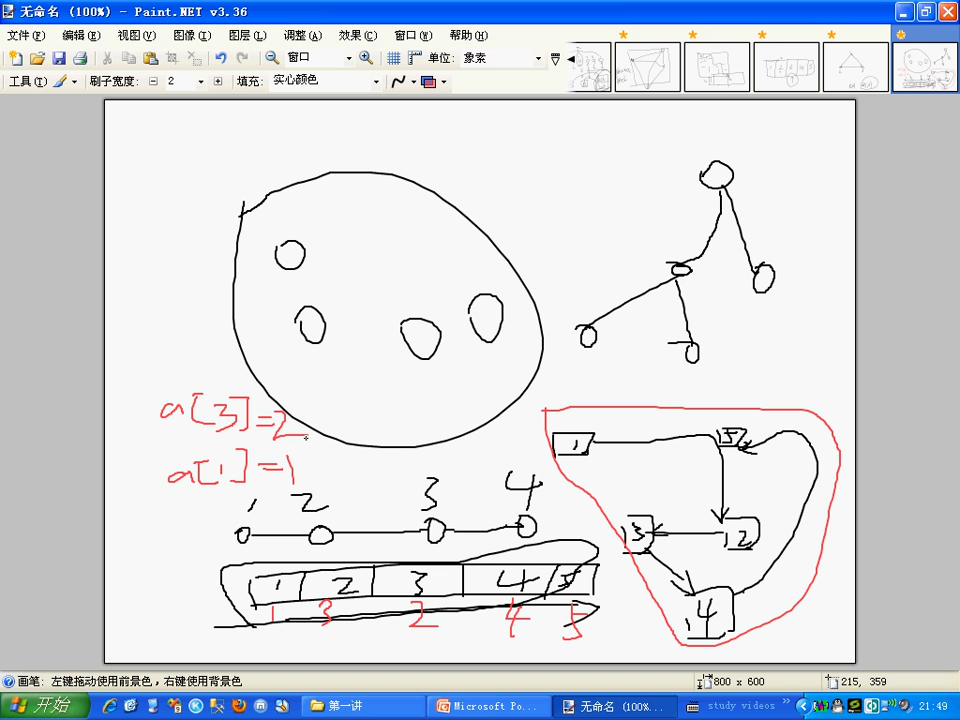 无命名 (100%) - Paint.NET v3.36
文件(F) 编辑(E) 视图(V) 图像(I) 图层(L) 调整(A) 效果(C) 窗口(W) 帮助(H)
窗口 单位: 象素
工具(T) 刷子宽度: 2 填充: 实心颜色
a[3]=2
a[1]=1
1 2 3 4
1 2 3 4 5
1 3 2 4 5
1 5
3 2
4
画笔: 左键拖动使用前景色,右键使用背景色 800 x 600 215, 359
开始 第一讲 Microsoft Po... 无命名 (100%... study videos 21:49